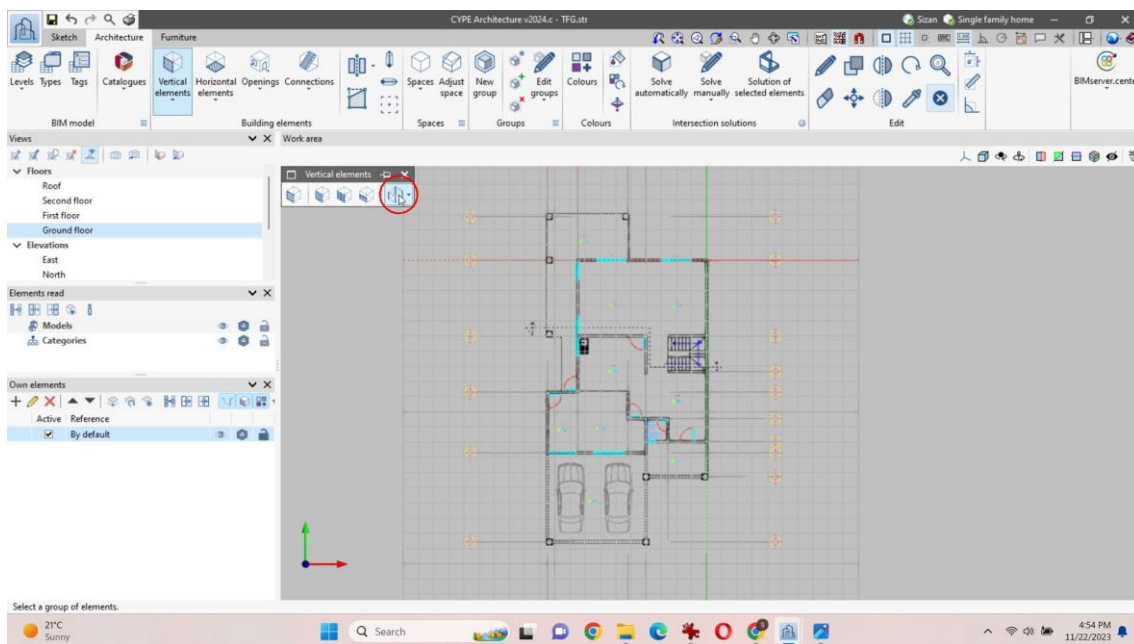 CYPE Architecture v2024.c - TFG.str
Sizan
Single family home
Sketch
Architecture
Furniture
Levels
Types
Tags
Catalogues
Vertical
elements
Horizontal
elements
Openings
Connections
Spaces
Adjust
space
New
group
Edit
groups
Colours
Solve
automatically
Solve
manually
Solution of
selected elements
BIMserver.cente
BIM model
Building elements
Spaces
Groups
Colours
Intersection solutions
Edit
Views
Work area
Floors
Roof
Second floor
First floor
Ground floor
Elevations
East
North
Vertical elements
Elements read
Models
Categories
Own elements
Active
Reference
By default
Select a group of elements.
21°C
Sunny
Search
4:54 PM
11/22/2023